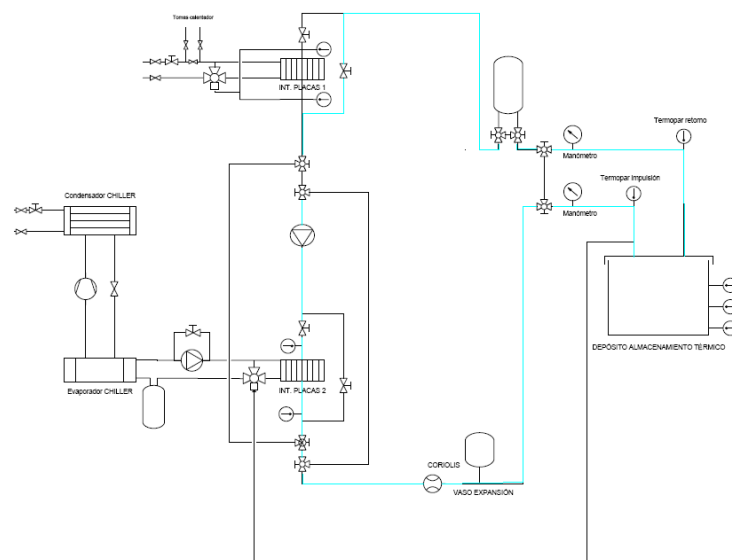 Tomas calentador
INT. PLACAS 1
Termopar retorno
Manómetro
Condensador CHILLER
Termopar impulsión
Manómetro
DEPÓSITO ALMACENAMIENTO TÉRMICO
Evaporador CHILLER
INT. PLACAS 2
CORIOLIS
VASO EXPANSIÓN